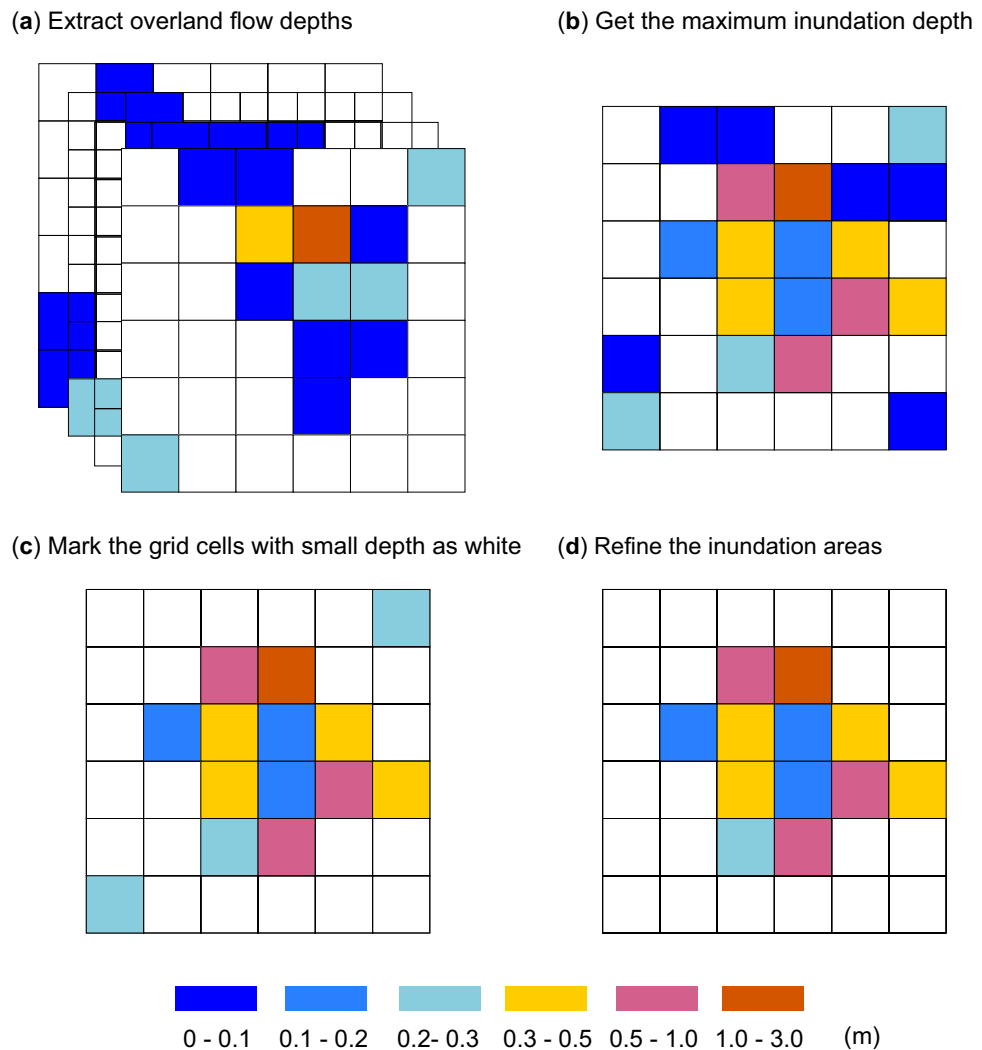 (a) Extract overland flow depths
(b) Get the maximum inundation depth
(c) Mark the grid cells with small depth as white
(d) Refine the inundation areas
0 - 0.1 0.1 - 0.2 0.2- 0.3 0.3 - 0.5 0.5 - 1.0 1.0 - 3.0 (m)